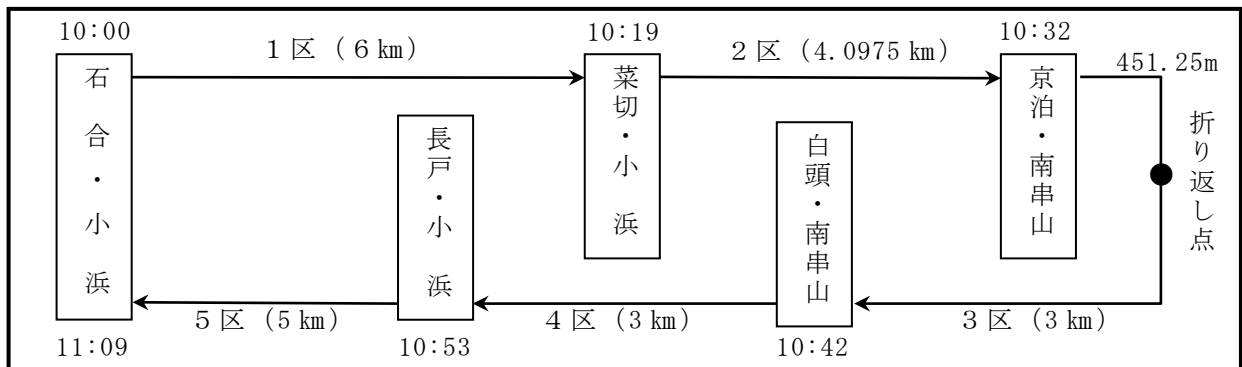 10:00
10:19
10:32
1区（6㎞）
2区（4.0975㎞）
451.25m
石合・小浜
長戸・小浜
菜切・小浜
白頭・南串山
京泊・南串山
折り返し点
5区（5㎞）
4区（3㎞）
3区（3㎞）
11:09
10:53
10:42